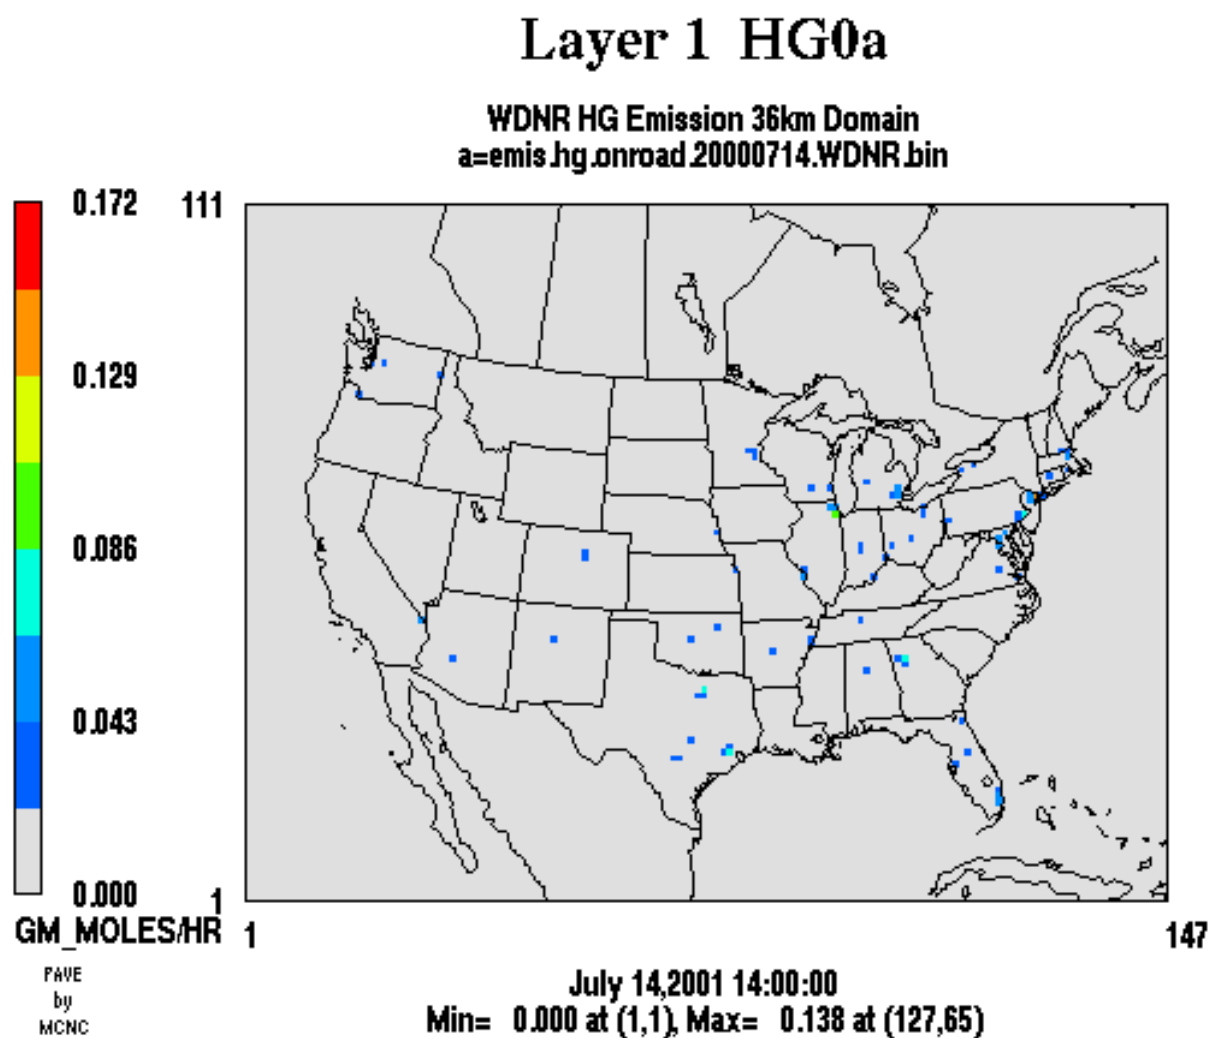 Layer 1 HG0a
WDNR HG Emission 36km Domain
a=emis.hg.onroad.20000714.WDNR.bin
0.172
111
0.129
0.086
0.043
0.000
1
GM_MOLES/HR
1
147
PAVE
by
MCNC
July 14,2001 14:00:00
Min= 0.000 at (1,1), Max= 0.138 at (127,65)